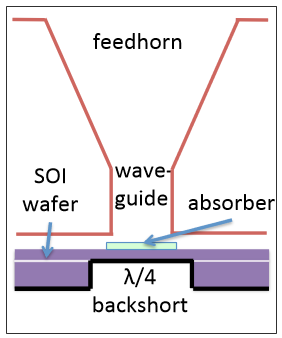 feedhorn
wave-
guide
SOI
wafer
absorber
λ/4
backshort